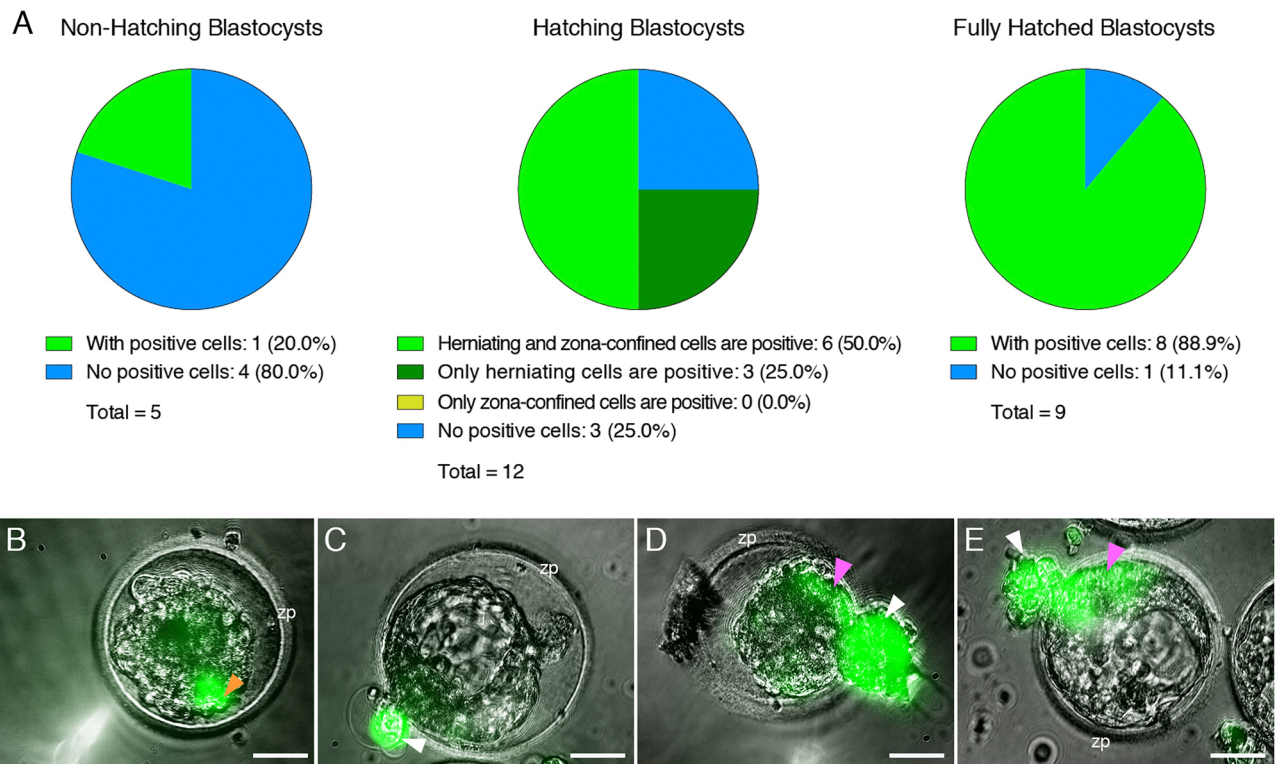 A
Non-Hatching Blastocysts
Hatching Blastocysts
Fully Hatched Blastocysts
With positive cells: 1 (20.0%)
No positive cells: 4 (80.0%)
Total = 5
Herniating and zona-confined cells are positive: 6 (50.0%)
Only herniating cells are positive: 3 (25.0%)
Only zona-confined cells are positive: 0 (0.0%)
No positive cells: 3 (25.0%)
Total = 12
With positive cells: 8 (88.9%)
No positive cells: 1 (11.1%)
Total = 9
B
zp
C
zp
D
zp
E
zp